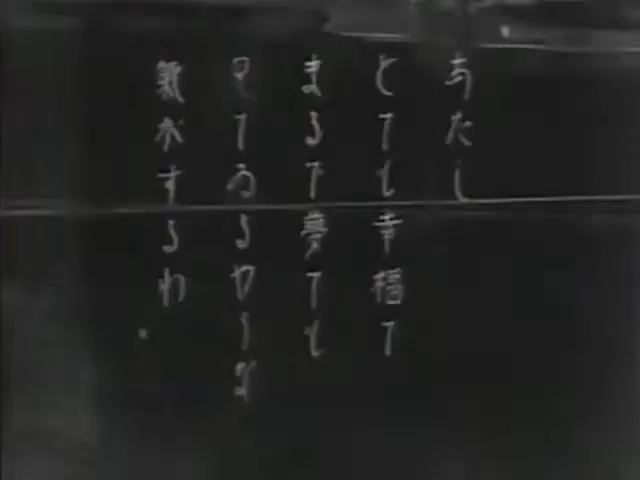 あたし
とても幸福で
まるで夢でも
見てゐるやうな
氣がするわ